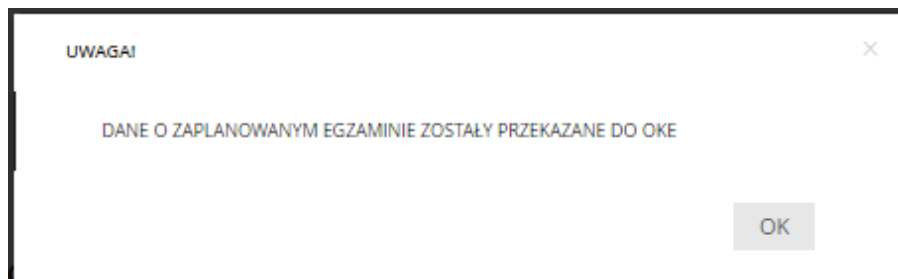 UWAGA!
DANE O ZAPLANOWANYM EGZAMINIE ZOSTAŁY PRZEKAZANE DO OKE
OK